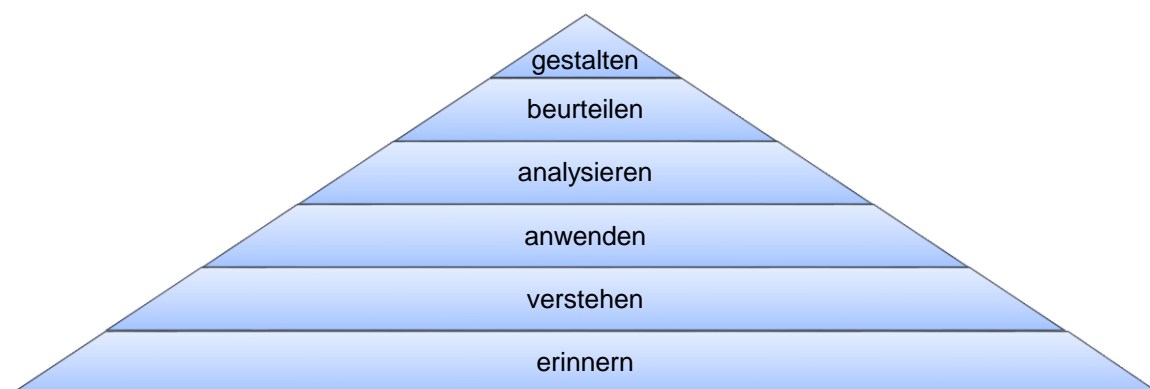 gestalten
beurteilen
analysieren
anwenden
verstehen
erinnern